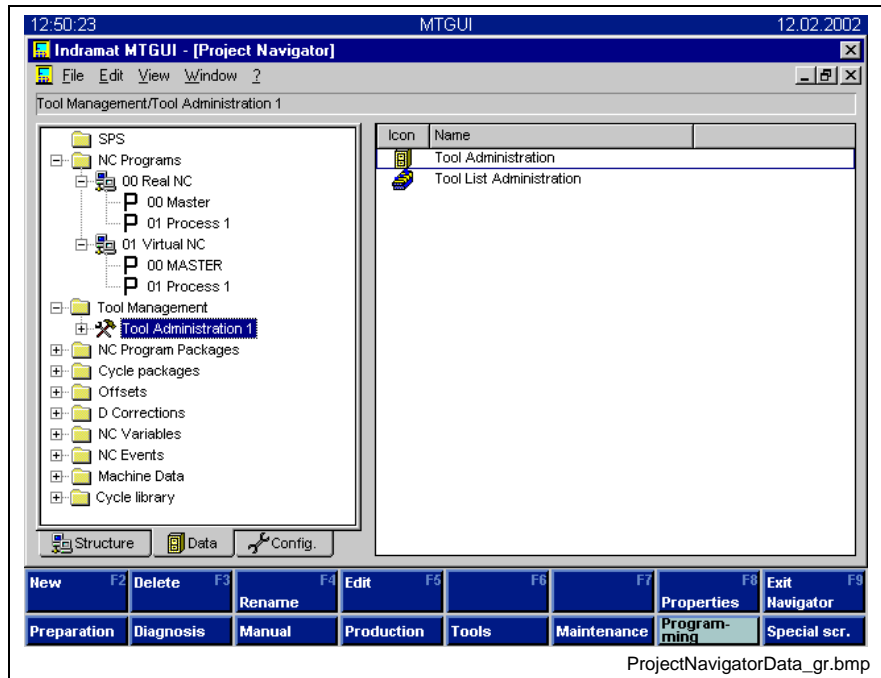 12:50:23 MTGUI 12.02.2002
Indramat MTGUI - [Project Navigator]
File Edit View Window ?
Tool Management/Tool Administration 1
SPS
NC Programs
00 Real NC
P 00 Master
P 01 Process 1
01 Virtual NC
P 00 MASTER
P 01 Process 1
Tool Management
Tool Administration 1
NC Program Packages
Cycle packages
Offsets
D Corrections
NC Variables
NC Events
Machine Data
Cycle library
Structure Data Config.
Icon Name
Tool Administration
Tool List Administration
New F2 Delete F3 F4 Edit F5 F6 F7 F8 Exit F9
Rename Properties Navigator
Preparation Diagnosis Manual Production Tools Maintenance Program- Special scr.
ming
ProjectNavigatorData_gr.bmp